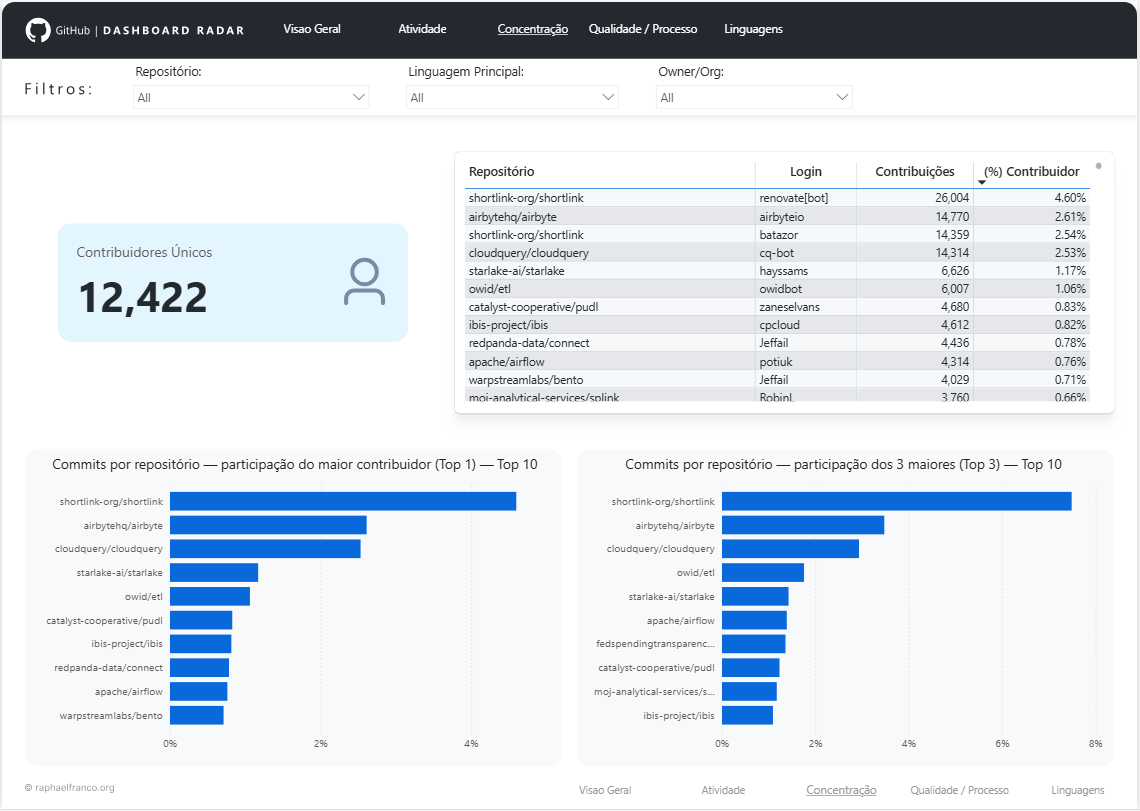 GitHub | DASHBOARD RADAR Visao Geral Atividade Concentração Qualidade / Processo Linguagens
Filtros: Repositório: Linguagem Principal: Owner/Org:
All All All
Contribuidores Únicos
12,422
Repositório Login Contribuições (%) Contribuidor
shortlink-org/shortlink renovate[bot] 26,004 4.60%
airbytehq/airbyte airbyteio 14,770 2.61%
shortlink-org/shortlink batazor 14,359 2.54%
cloudquery/cloudquery cq-bot 14,314 2.53%
starlake-ai/starlake hayssams 6,626 1.17%
owid/etl owidbot 6,007 1.06%
catalyst-cooperative/pudl zaneselvans 4,680 0.83%
ibis-project/ibis cpcloud 4,612 0.82%
redpanda-data/connect Jeffail 4,436 0.78%
apache/airflow potiuk 4,314 0.76%
warpstreamlabs/bento Jeffail 4,029 0.71%
moj-analytical-services/splink RobinL 3,760 0.66%
Commits por repositório — participação do maior contribuidor (Top 1) — Top 10
shortlink-org/shortlink
airbytehq/airbyte
cloudquery/cloudquery
starlake-ai/starlake
owid/etl
catalyst-cooperative/pudl
ibis-project/ibis
redpanda-data/connect
apache/airflow
warpstreamlabs/bento
0% 2% 4%
Commits por repositório — participação dos 3 maiores (Top 3) — Top 10
shortlink-org/shortlink
airbytehq/airbyte
cloudquery/cloudquery
owid/etl
starlake-ai/starlake
apache/airflow
fedspendingtransparenc...
catalyst-cooperative/pudl
moj-analytical-services/s...
ibis-project/ibis
0% 2% 4% 6% 8%
© raphaelfranco.org Visao Geral Atividade Concentração Qualidade / Processo Linguagens